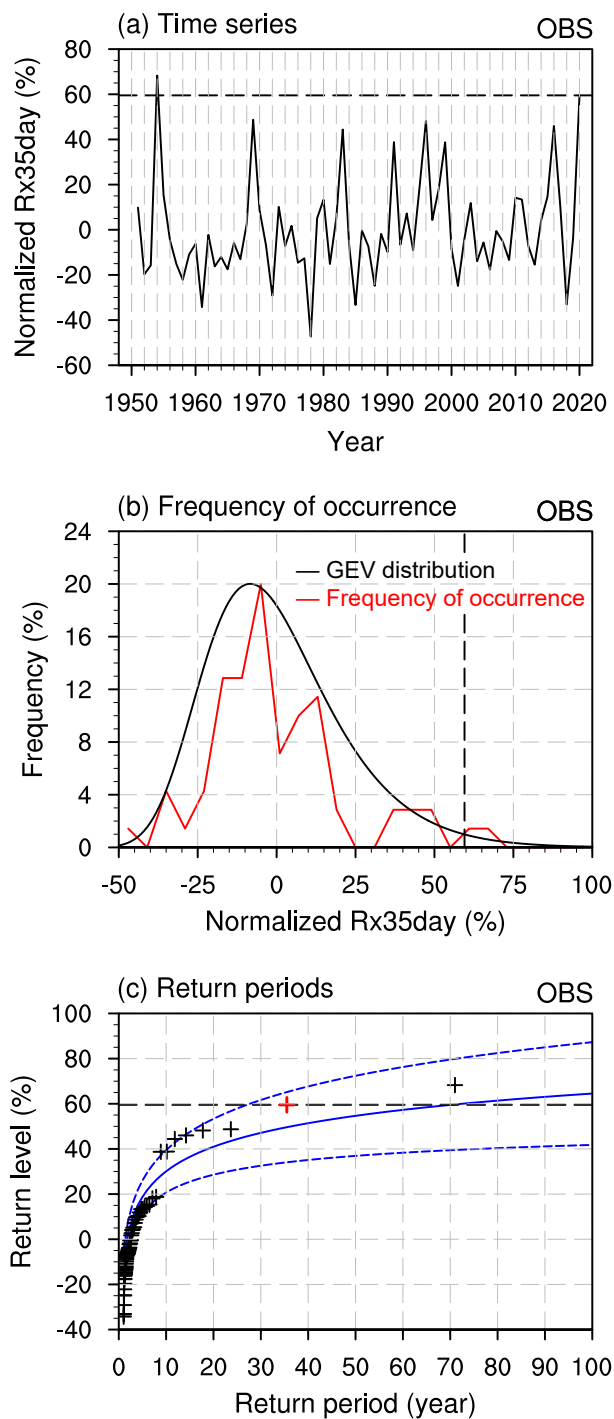 (a) Time series OBS
80
60
40
20
0
-20
-40
-60
Normalized Rx35day (%)
1950 1960 1970 1980 1990 2000 2010 2020
Year
(b) Frequency of occurrence OBS
24
20
16
12
8
4
0
Frequency (%)
GEV distribution
Frequency of occurrence
-50 -25 0 25 50 75 100
Normalized Rx35day (%)
(c) Return periods OBS
100
80
60
40
20
0
-20
-40
Return level (%)
0 10 20 30 40 50 60 70 80 90 100
Return period (year)